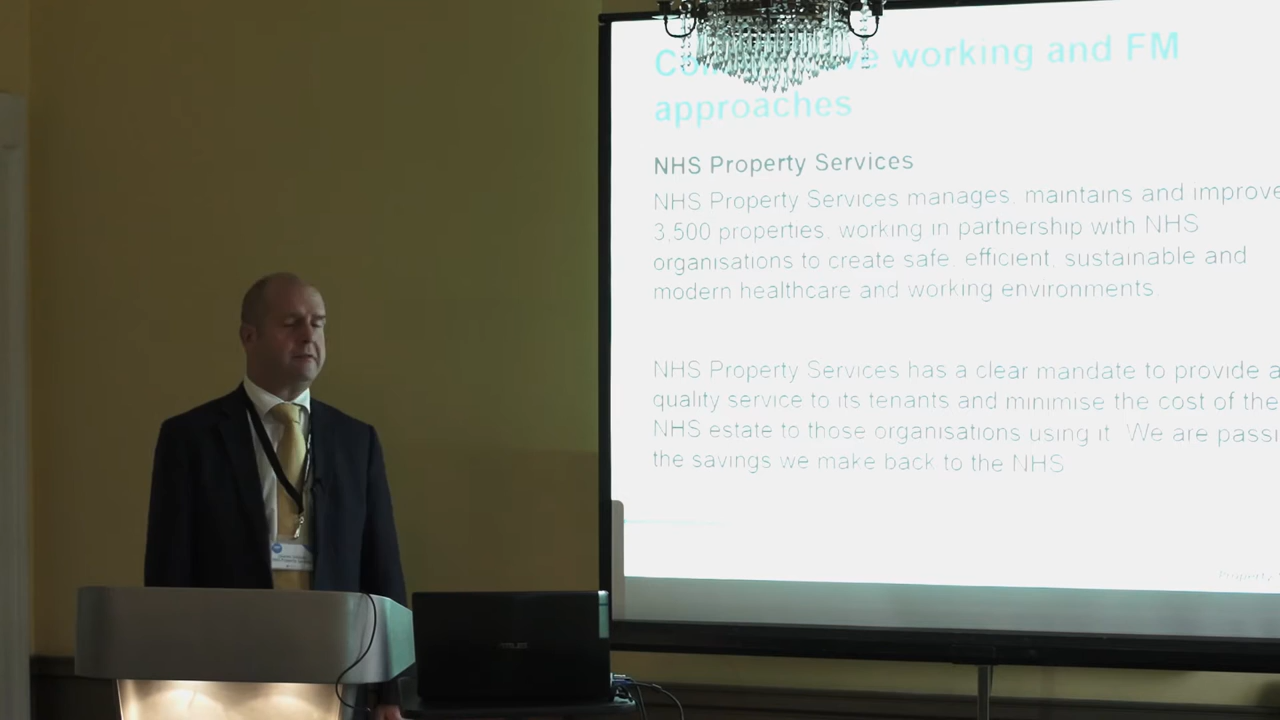 working and FM
approaches
NHS Property Services
NHS Property Services manages, maintains and improve
3,500 properties, working in partnership with NHS
organisations to create safe, efficient, sustainable and
modern healthcare and working environments
NHS Property Services has a clear mandate to provide a
quality service to its tenants and minimise the cost of the
NHS estate to those organisations using it. We are passi
the savings we make back to the NHS
Property
ASUS